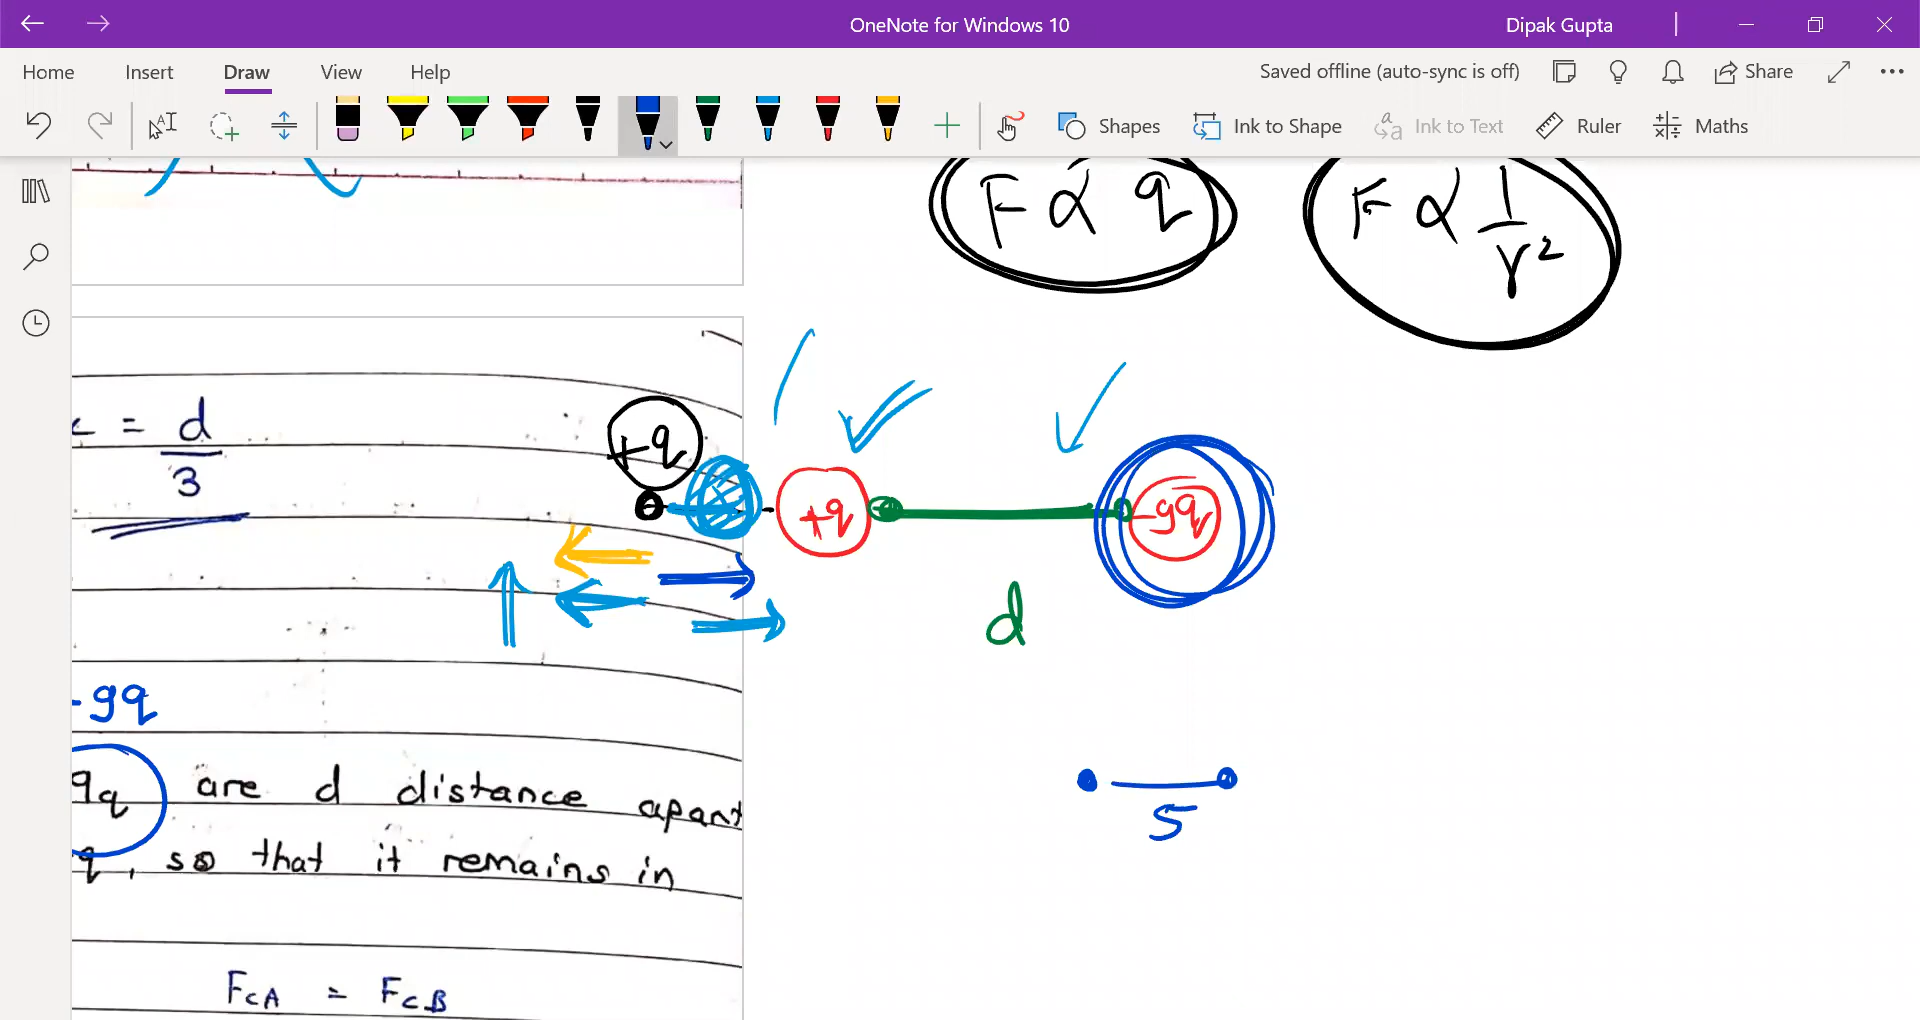 OneNote for Windows 10
Dipak Gupta
Home Insert Draw View Help
Saved offline (auto-sync is off)
Share
Shapes
Ink to Shape
Ink to Text
Ruler
Maths
F α q
F α 1/r²
= d/3
+q
+q
-9q
d
-9q
9q are d distance apart
q, so that it remains in
5
FCA = FCB